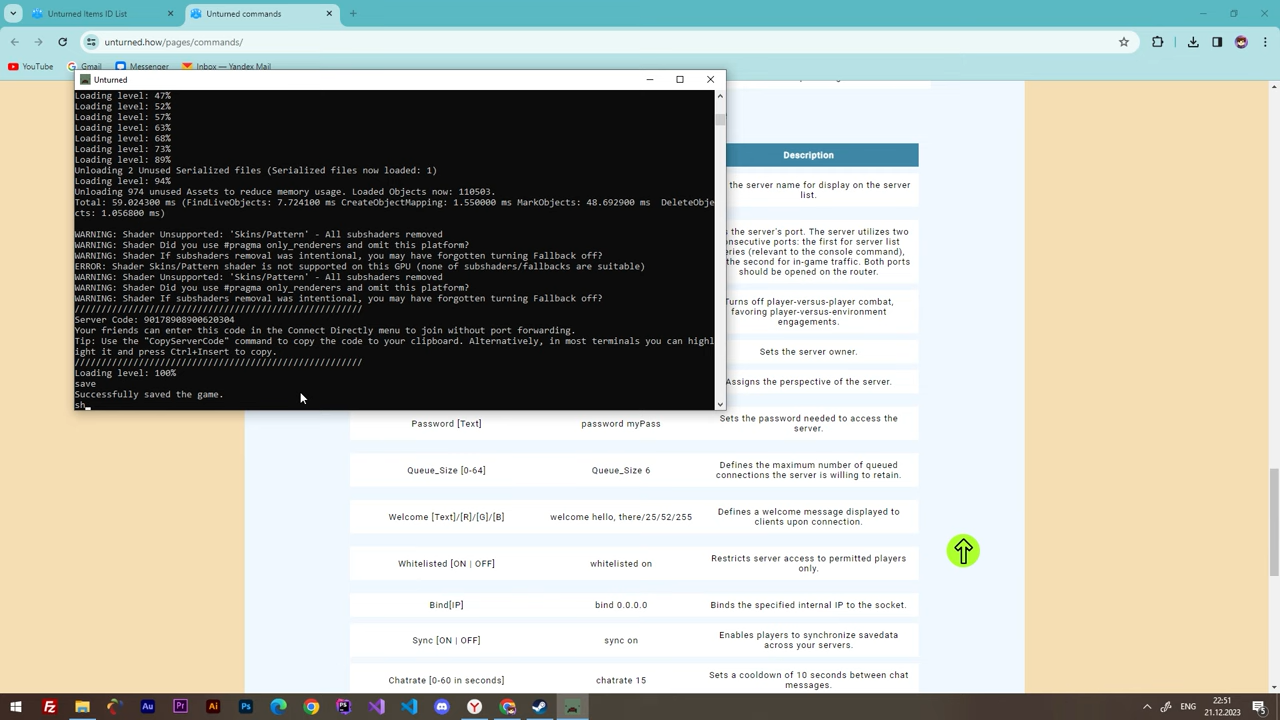 Unturned Items ID List
Unturned commands
unturned.how/pages/commands/
YouTube
Gmail
Messenger
Inbox — Yandex Mail
Unturned
Loading level: 47%
Loading level: 52%
Loading level: 57%
Loading level: 63%
Loading level: 68%
Loading level: 73%
Loading level: 89%
Unloading 2 Unused Serialized files (Serialized files now loaded: 1)
Loading level: 94%
Unloading 974 unused Assets to reduce memory usage. Loaded Objects now: 110503.
Total: 59.024300 ms (FindLiveObjects: 7.724100 ms CreateObjectMapping: 1.550000 ms MarkObjects: 48.692900 ms  DeleteObje
cts: 1.056800 ms)
WARNING: Shader Unsupported: 'Skins/Pattern' - All subshaders removed
WARNING: Shader Did you use #pragma only_renderers and omit this platform?
WARNING: Shader If subshaders removal was intentional, you may have forgotten turning Fallback off?
ERROR: Shader Skins/Pattern shader is not supported on this GPU (none of subshaders/fallbacks are suitable)
WARNING: Shader Unsupported: 'Skins/Pattern' - All subshaders removed
WARNING: Shader Did you use #pragma only_renderers and omit this platform?
WARNING: Shader If subshaders removal was intentional, you may have forgotten turning Fallback off?
//////////////////////////////////////////////////////
Server Code: 90178908900620304
Your friends can enter this code in the Connect Directly menu to join without port forwarding.
Tip: Use the "CopyServerCode" command to copy the code to your clipboard. Alternatively, in most terminals you can highl
ight it and press Ctrl+Insert to copy.
//////////////////////////////////////////////////////
Loading level: 100%
save
Successfully saved the game.
sh
Description
the server name for display on the server
list.
the server's port. The server utilizes two
consecutive ports: the first for server list
eries (relevant to the console command),
the second for in-game traffic. Both ports
should be opened on the router.
Turns off player-versus-player combat,
favoring player-versus-environment
engagements.
Sets the server owner.
Assigns the perspective of the server.
Password [Text]
password myPass
Sets the password needed to access the
server.
Queue_Size [0-64]
Queue_Size 6
Defines the maximum number of queued
connections the server is willing to retain.
Welcome [Text]/[R]/[G]/[B]
welcome hello, there/25/52/255
Defines a welcome message displayed to
clients upon connection.
Whitelisted [ON | OFF]
whitelisted on
Restricts server access to permitted players
only.
Bind[IP]
bind 0.0.0.0
Binds the specified internal IP to the socket.
Sync [ON | OFF]
sync on
Enables players to synchronize savedata
across your servers.
Chatrate [0-60 in seconds]
chatrate 15
Sets a cooldown of 10 seconds between chat
messages.
ENG
22:51
21.12.2023